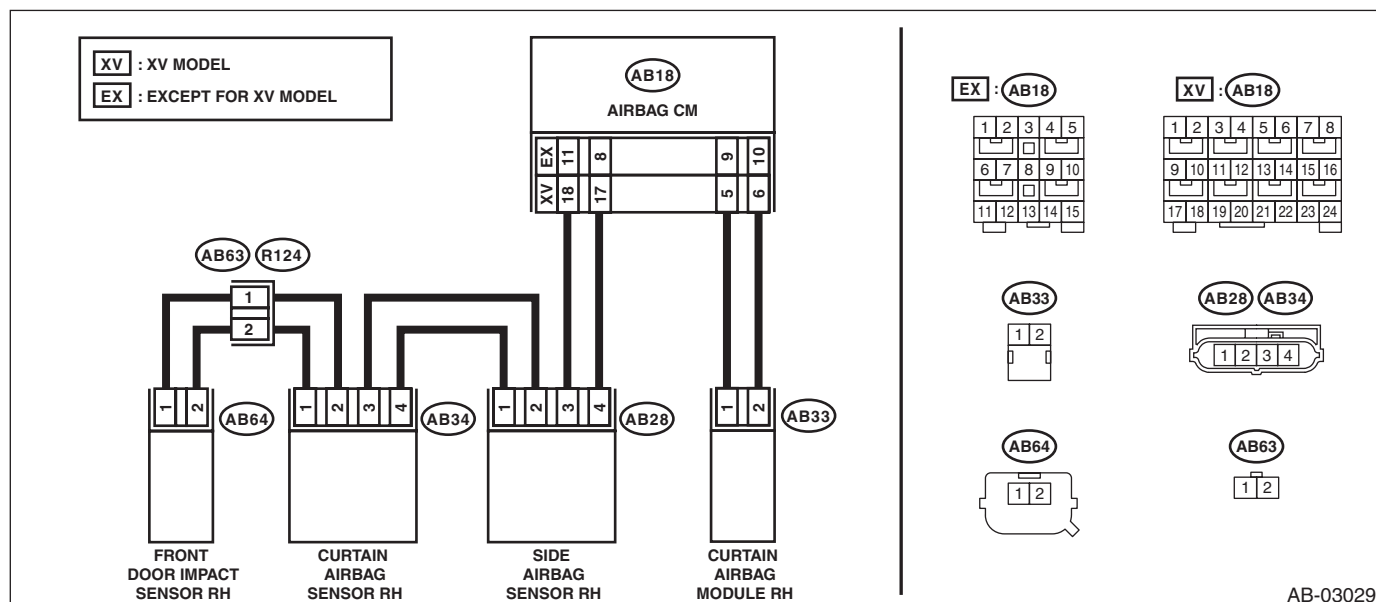 XV : XV MODEL
EX : EXCEPT FOR XV MODEL
AB18
AIRBAG CM
EX 11 8 9 10
XV 18 17 5 6
AB63 R124
1
2
1 2 AB64
1 2 3 4 AB34
1 2 3 4 AB28
1 2 AB33
FRONT
DOOR IMPACT
SENSOR RH
CURTAIN
AIRBAG
SENSOR RH
SIDE
AIRBAG
SENSOR RH
CURTAIN
AIRBAG
MODULE RH
EX : AB18
1 2 3 4 5
6 7 8 9 10
11 12 13 14 15
XV : AB18
1 2 3 4 5 6 7 8
9 10 11 12 13 14 15 16
17 18 19 20 21 22 23 24
AB33
1 2
AB28 AB34
1 2 3 4
AB64
1 2
AB63
1 2
AB-03029